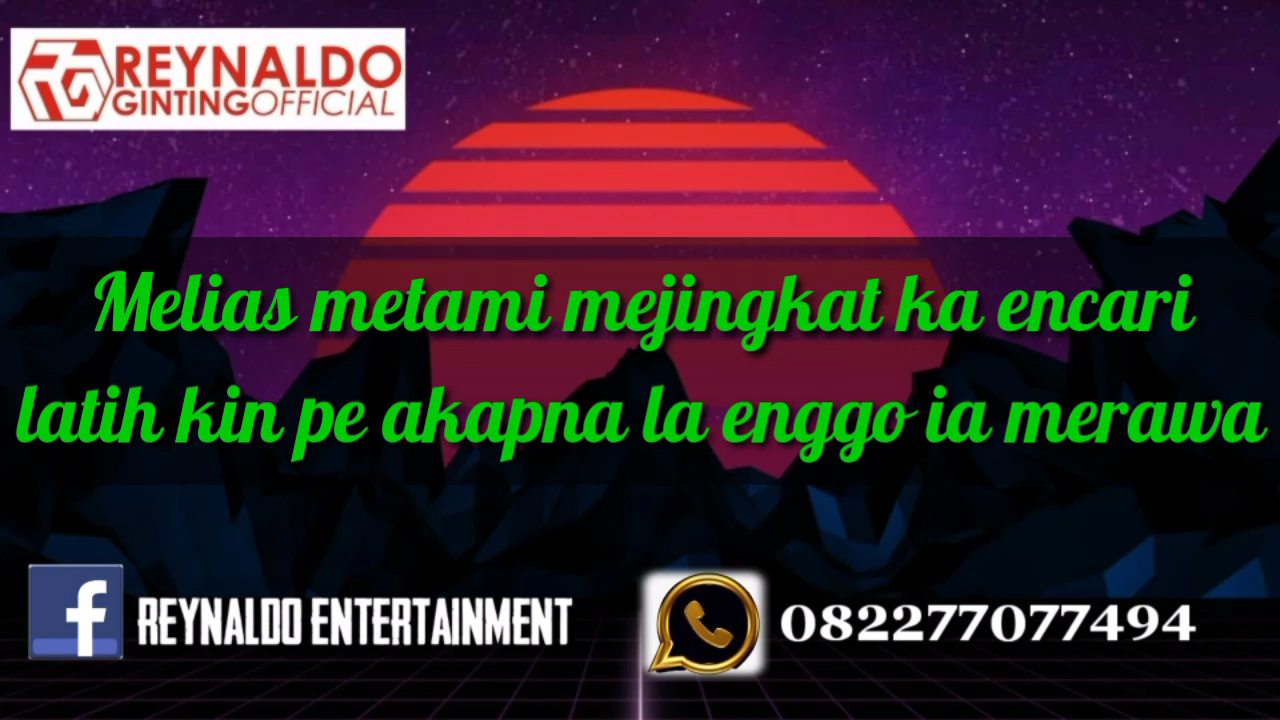 REYNALDO
GINTINGOFFICIAL
Melias metami mejingkat ka encari
latih kin pe akapna la enggo ia merawa
REYNALDO ENTERTAINMENT
082277077494